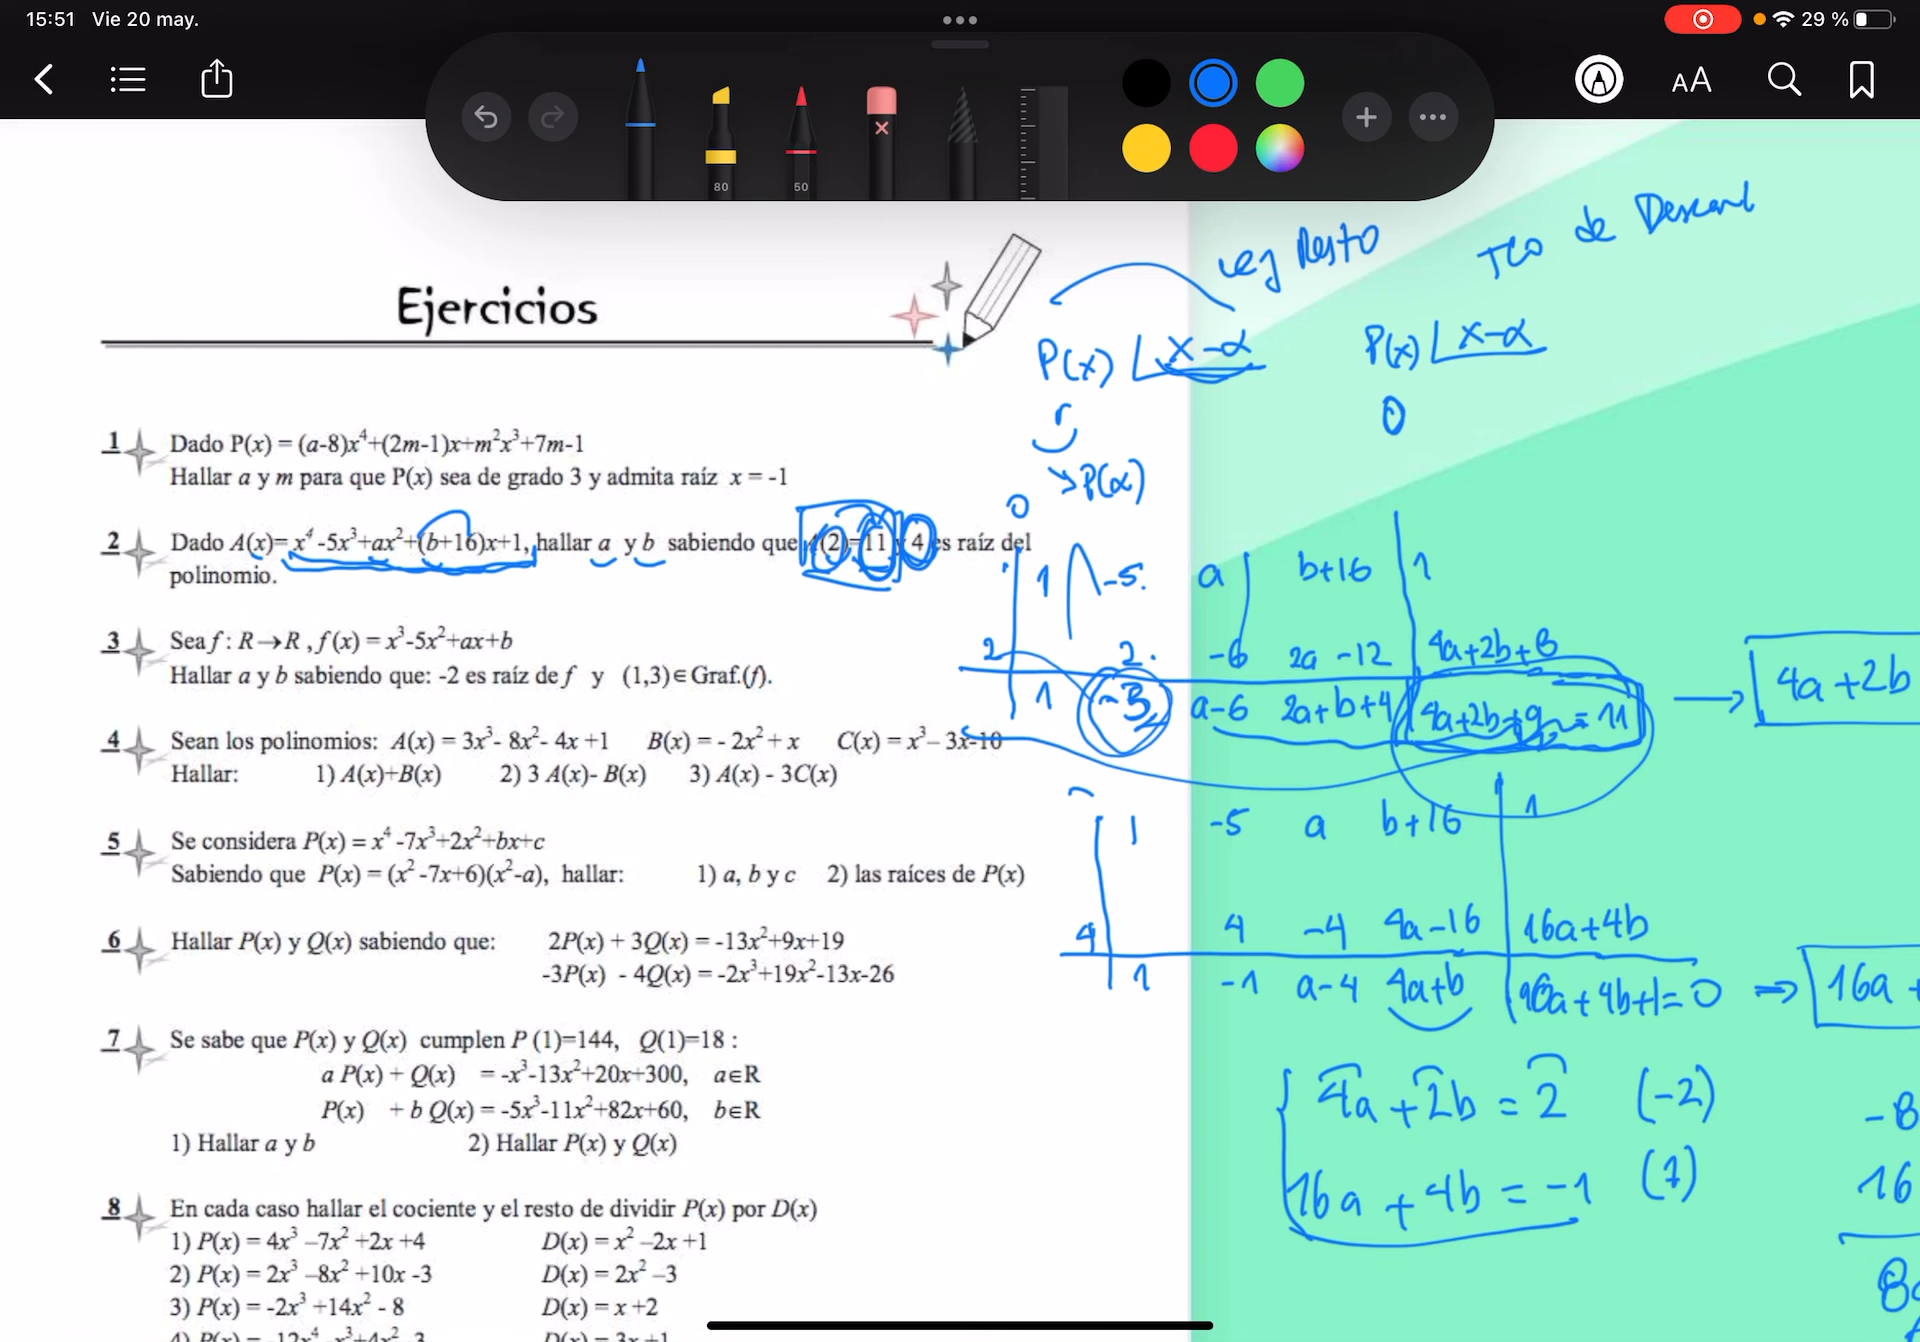 15:51 Vie 20 may.
29 %
AA
80
50
Ejercicios
1 Dado P(x) = (a-8)x⁴+(2m-1)x+m²x³+7m-1
Hallar a y m para que P(x) sea de grado 3 y admita raíz x = -1
2 Dado A(x)= x⁴ -5x³+ax²+(b+16)x+1, hallar a y b sabiendo que (2)=11 y 4 es raíz del
polinomio.
3 Sea f : R→R , f(x) = x³-5x²+ax+b
Hallar a y b sabiendo que: -2 es raíz de f y (1,3)∈Graf.(f).
4 Sean los polinomios: A(x) = 3x³- 8x²- 4x +1 B(x) = - 2x² + x C(x) = x³ – 3x-10
Hallar: 1) A(x)+B(x) 2) 3 A(x)- B(x) 3) A(x) - 3C(x)
5 Se considera P(x) = x⁴ -7x³+2x²+bx+c
Sabiendo que P(x) = (x² -7x+6)(x²-a), hallar: 1) a, b y c 2) las raíces de P(x)
6 Hallar P(x) y Q(x) sabiendo que: 2P(x) + 3Q(x) = -13x²+9x+19
-3P(x) - 4Q(x) = -2x³+19x²-13x-26
7 Se sabe que P(x) y Q(x) cumplen P (1)=144, Q(1)=18 :
a P(x) + Q(x) = -x³-13x²+20x+300, a∈R
P(x) + b Q(x) = -5x³-11x²+82x+60, b∈R
1) Hallar a y b 2) Hallar P(x) y Q(x)
8 En cada caso hallar el cociente y el resto de dividir P(x) por D(x)
1) P(x) = 4x³ –7x² +2x +4 D(x) = x² –2x +1
2) P(x) = 2x³ –8x² +10x -3 D(x) = 2x² –3
3) P(x) = -2x³ +14x² - 8 D(x) = x +2
Ley Resto
Teo de Descart
P(x) x-α
P(x) x-α
r
0
P(α)
0
1 -5 a b+16 1
2 2 -6 2a -12 4a+2b+8
1 -3 a-6 2a+b+4 4a+2b+9 = 11 → 4a+2b
1 -5 a b+16 1
4 4 -4 4a-16 16a+4b
1 -1 a-4 4a+b 16a+4b+1=0 ⇒ 16a +
4a+2b = 2 (-2)
16a + 4b = -1 (1)
-8
16
8